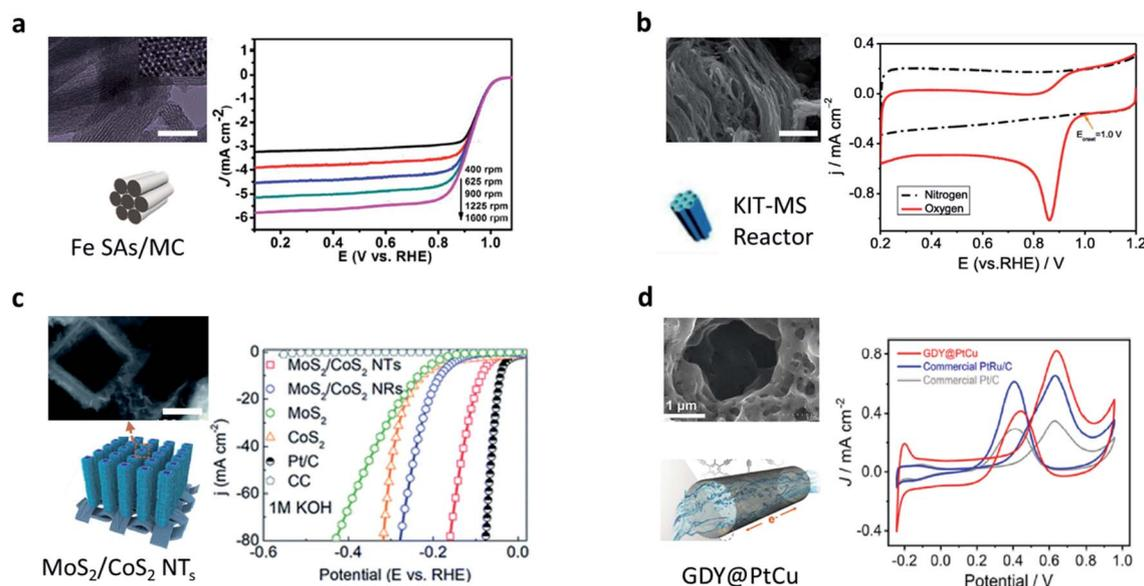 a
J (mA cm⁻²)
1
0
-1
-2
-3
-4
-5
-6
400 rpm
625 rpm
900 rpm
1225 rpm
1600 rpm
0.2 0.4 0.6 0.8 1.0
E (V vs. RHE)
Fe SAs/MC
b
j / mA cm⁻²
0.4
0.0
-0.4
-0.8
Eonset=1.0 V
Nitrogen
Oxygen
0.2 0.4 0.6 0.8 1.0 1.2
E (vs.RHE) / V
KIT-MS
Reactor
c
j (mA cm⁻²)
0
-20
-40
-60
-80
MoS₂/CoS₂ NTs
MoS₂/CoS₂ NRs
MoS₂
CoS₂
Pt/C
CC
1M KOH
-0.6 -0.4 -0.2 0.0
Potential (E vs. RHE)
MoS₂/CoS₂ NTₛ
d
1 μm
J / mA cm⁻²
0.8
0.4
0.0
-0.4
GDY@PtCu
Commercial PtRu/C
Commercial Pt/C
-0.2 0.0 0.2 0.4 0.6 0.8 1.0
Potential / V
e⁻
GDY@PtCu